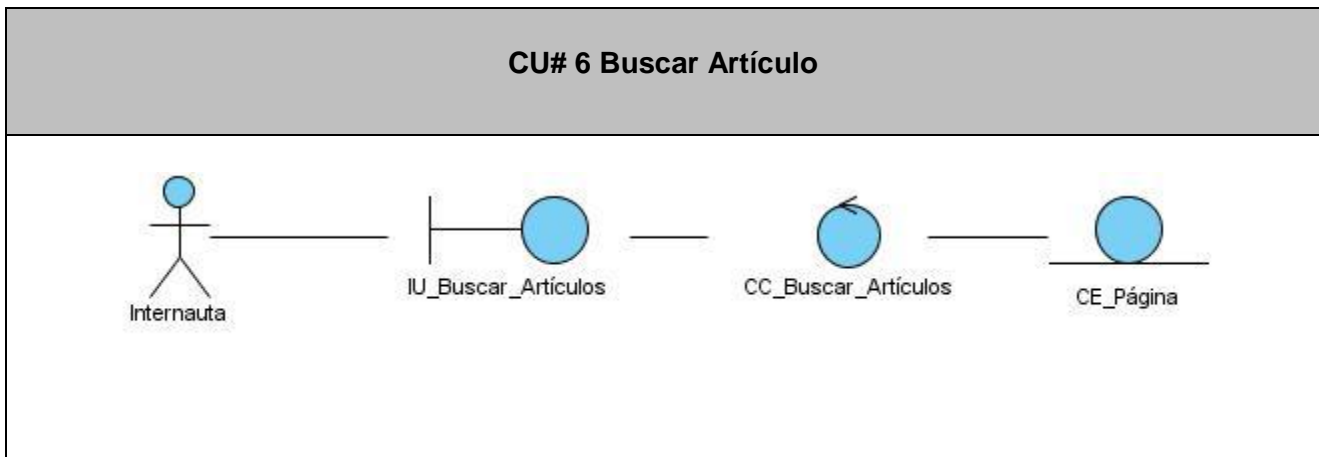 CU# 6 Buscar Artículo
Internauta
IU_Buscar_Artículos
CC_Buscar_Artículos
CE_Página